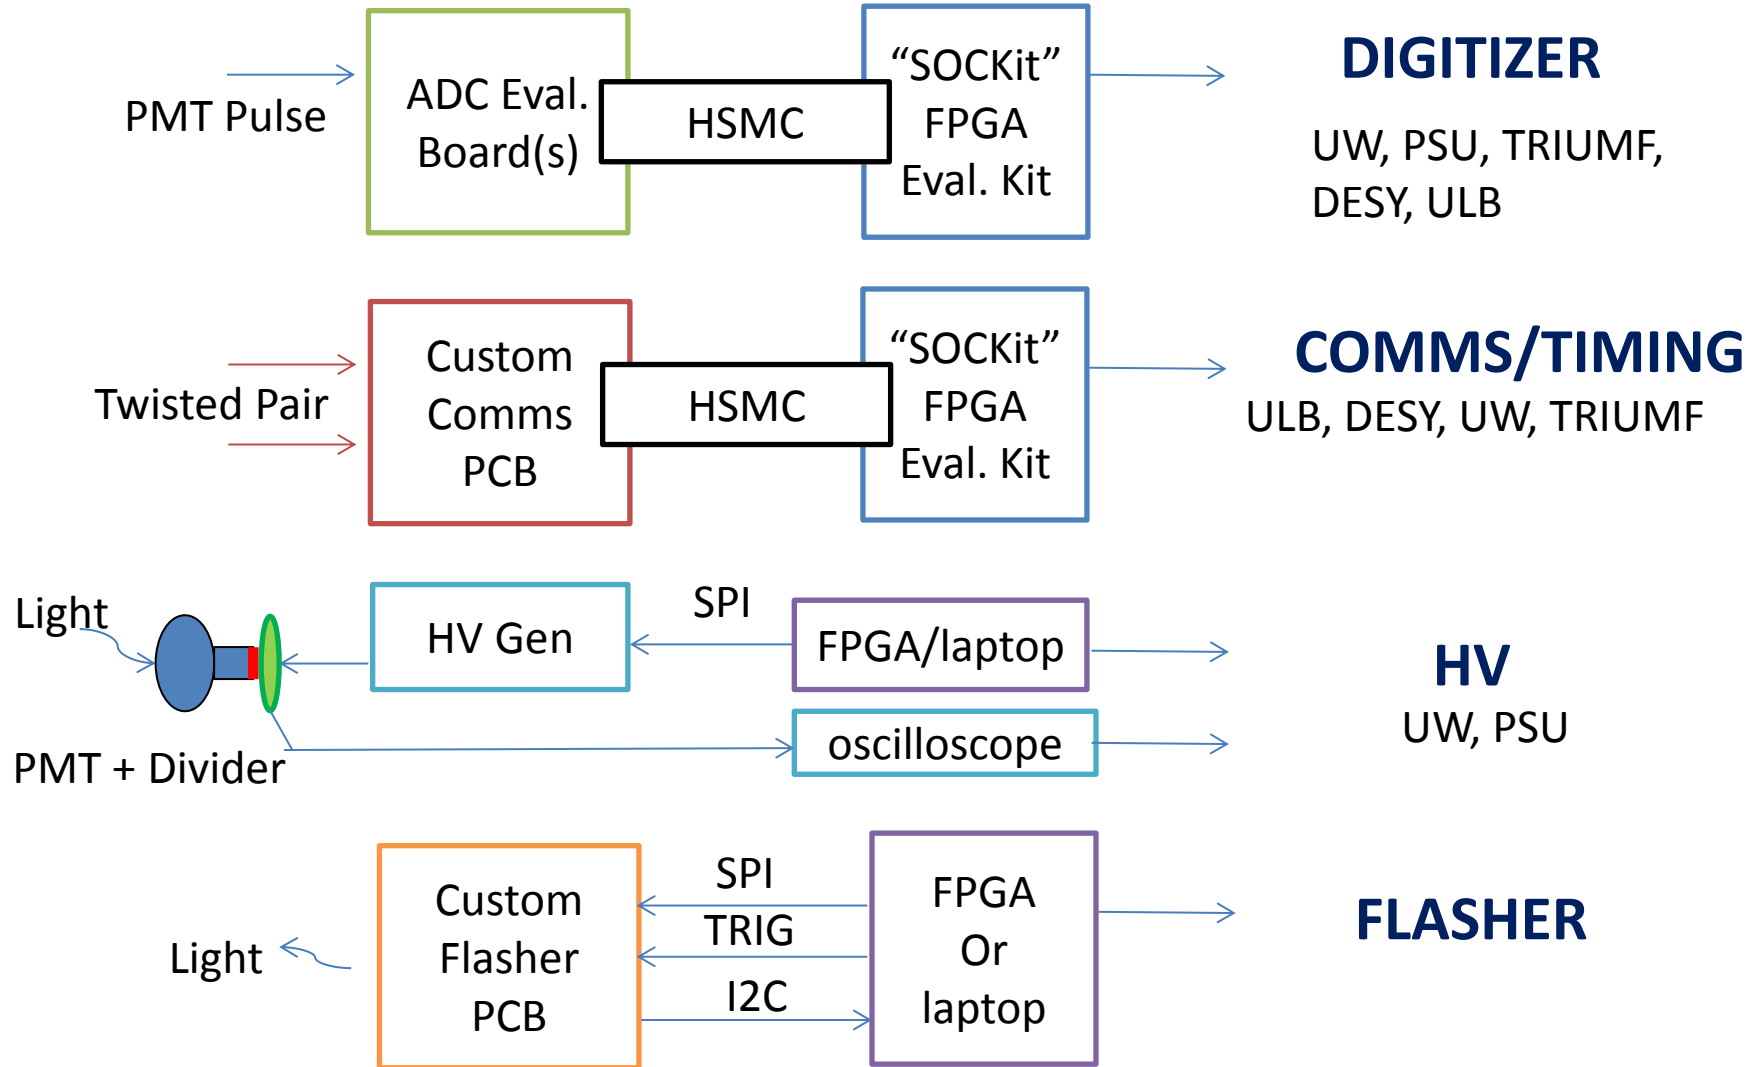 PMT Pulse
ADC Eval.
Board(s)
HSMC
“SOCKit”
FPGA
Eval. Kit
DIGITIZER
UW, PSU, TRIUMF,
DESY, ULB
Twisted Pair
Custom
Comms
PCB
HSMC
“SOCKit”
FPGA
Eval. Kit
COMMS/TIMING
ULB, DESY, UW, TRIUMF
Light
PMT + Divider
HV Gen
SPI
FPGA/laptop
oscilloscope
HV
UW, PSU
Light
Custom
Flasher
PCB
SPI
TRIG
I2C
FPGA
Or
laptop
FLASHER